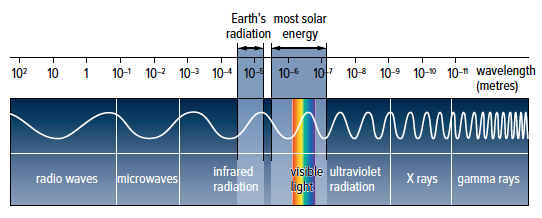 Earth's most solar
radiation energy
10² 10 1 10⁻¹ 10⁻² 10⁻³ 10⁻⁴ 10⁻⁵ 10⁻⁶ 10⁻⁷ 10⁻⁸ 10⁻⁹ 10⁻¹⁰ 10⁻¹¹ wavelength
(metres)
radio waves microwaves infrared visible ultraviolet X rays gamma rays
radiation light radiation